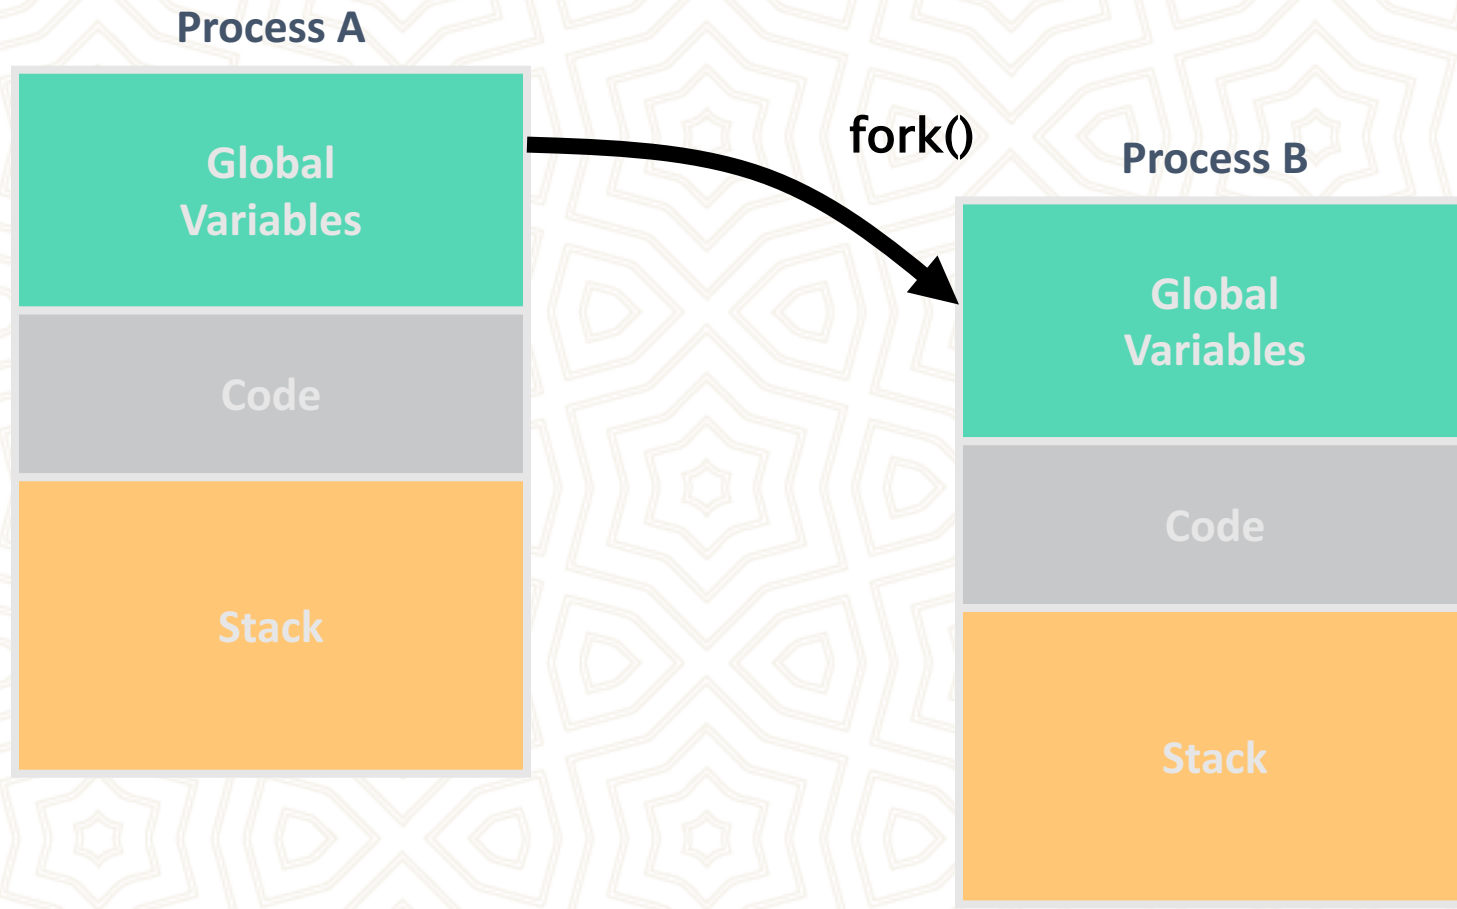 Process A
Global
Variables
Code
Stack
fork()
Process B
Global
Variables
Code
Stack